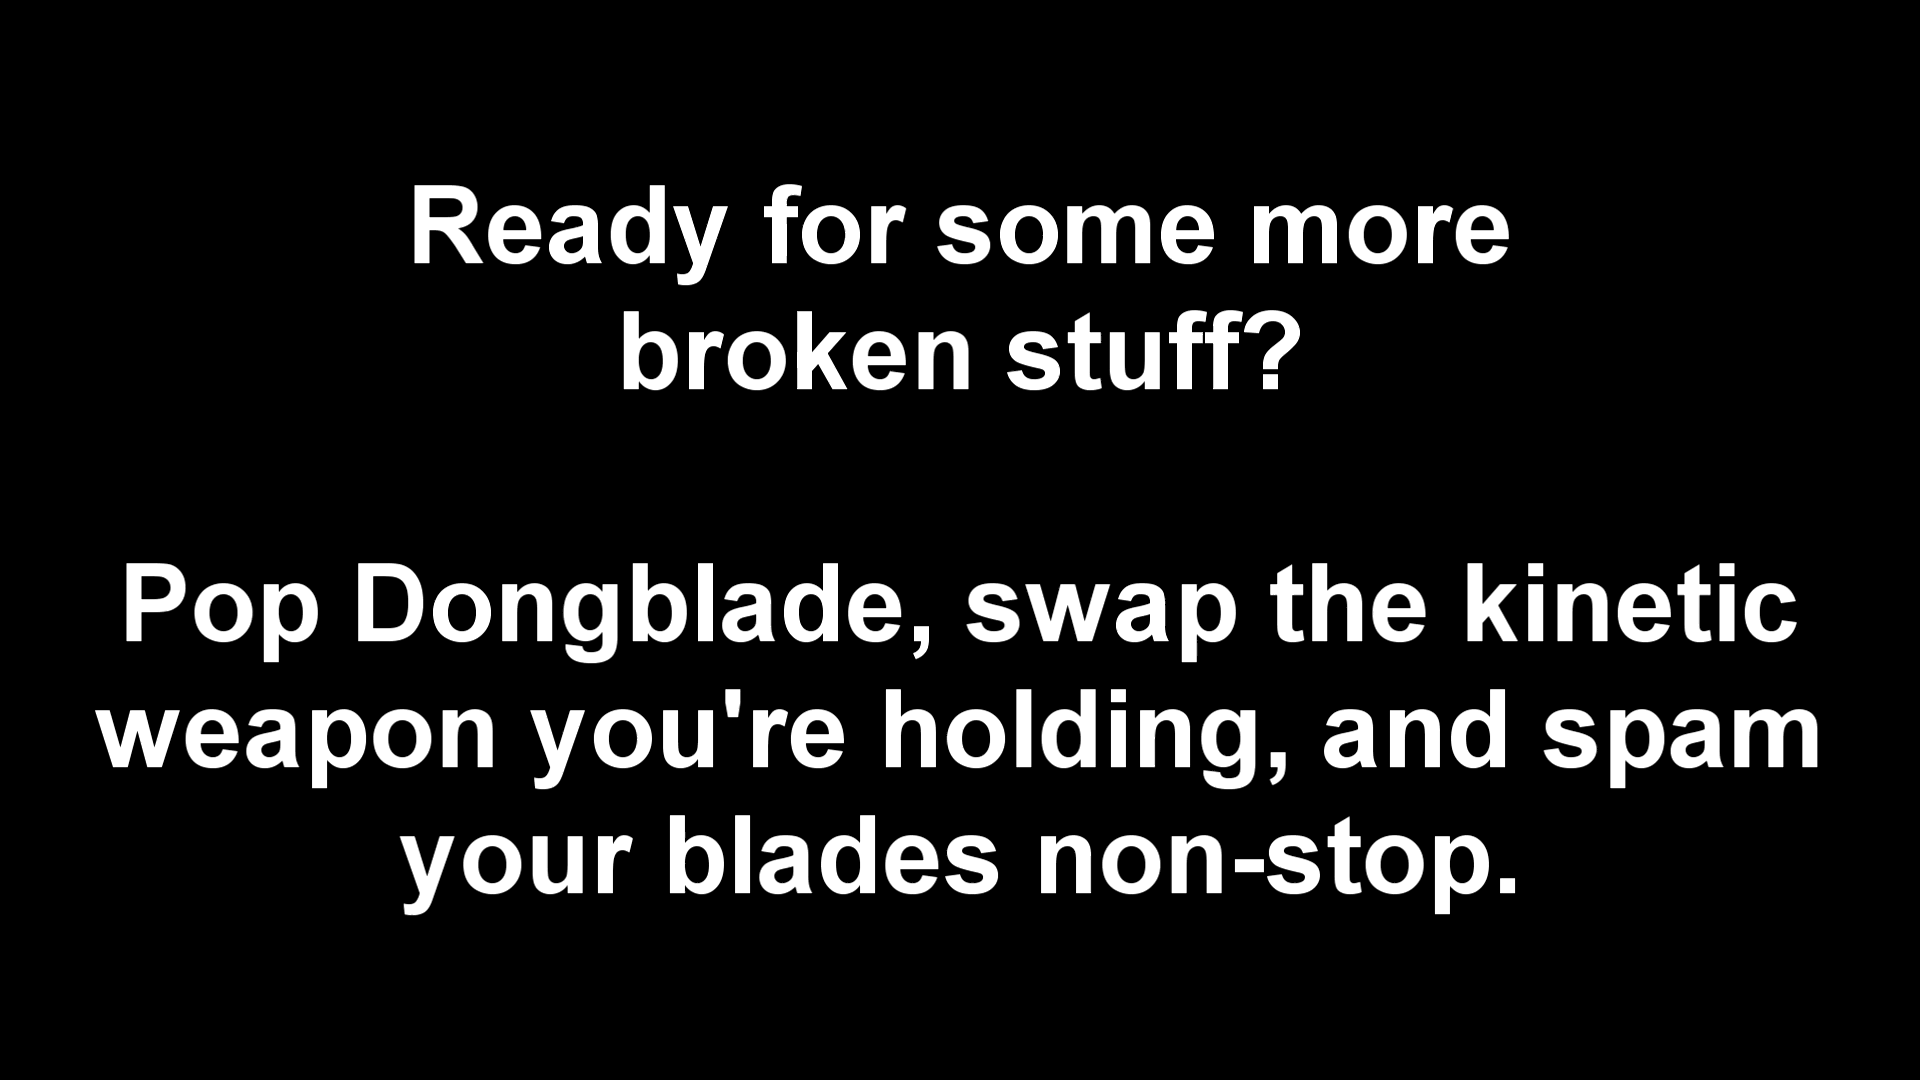 Ready for some more
broken stuff?
Pop Dongblade, swap the kinetic
weapon you're holding, and spam
your blades non-stop.